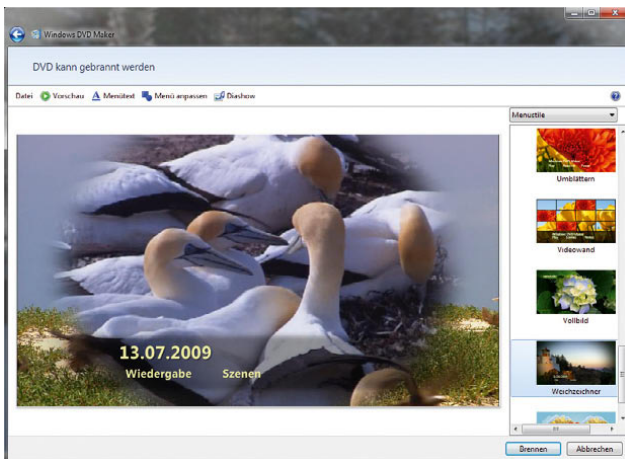 Windows DVD Maker
DVD kann gebrannt werden
Datei Vorschau Menütext Menü anpassen Diashow
Menustile
Umblättern
Videowand
Vollbild
Weichzeichner
13.07.2009
Wiedergabe Szenen
Brennen Abbrechen